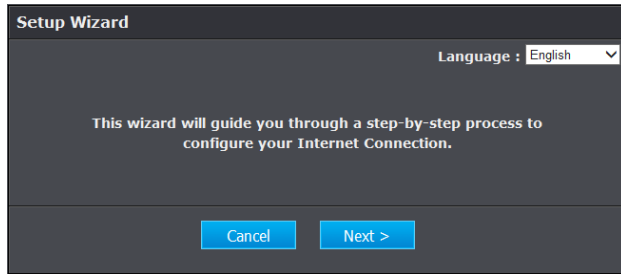 Setup Wizard
Language : English
This wizard will guide you through a step-by-step process to
configure your Internet Connection.
Cancel
Next >